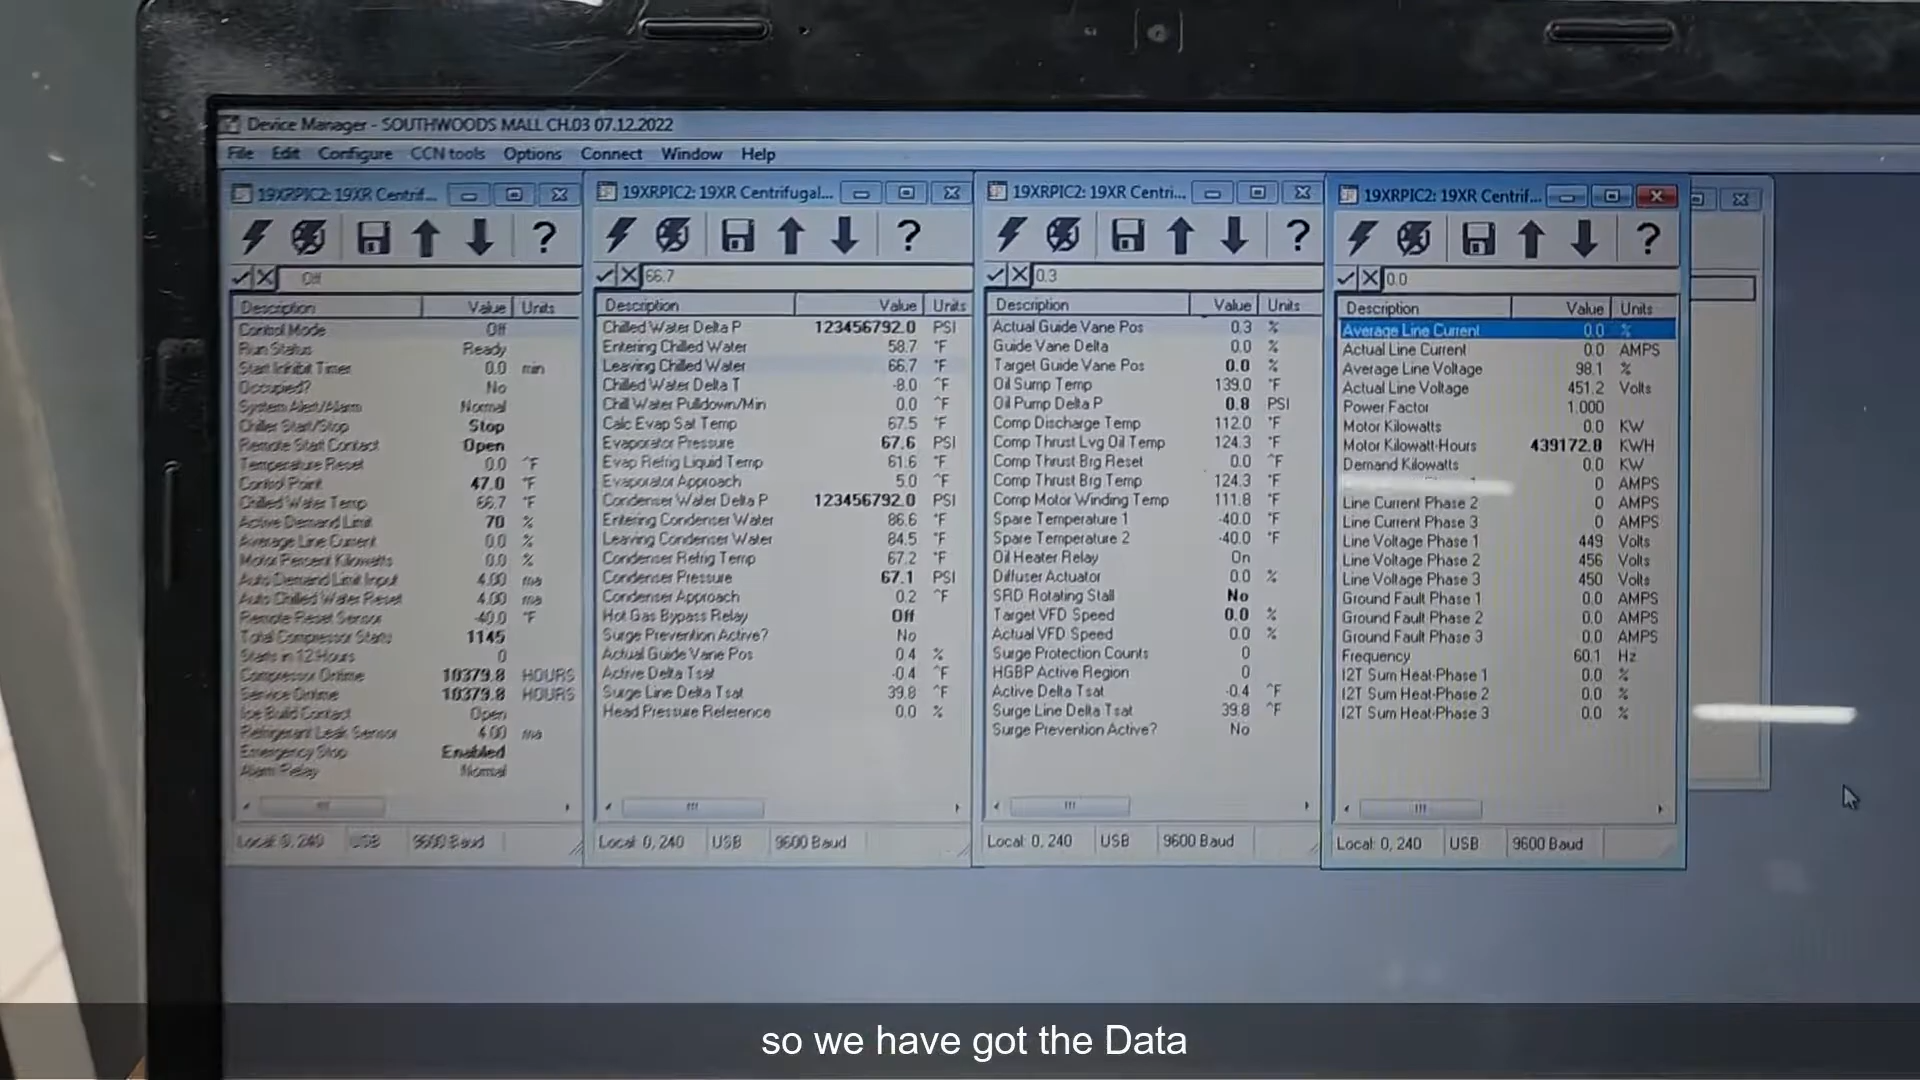 Device Manager - SOUTHWOODS MALL CH.03 07.12.2022
File Edit Configure CCN tools Options Connect Window Help
19XRPIC2: 19XR Centrif...
Off
Description Value Units
Control Mode Off
Run Status Ready
Start Inhibit Timer 0.0 min
Occupied? No
System Alert/Alarm Normal
Chiller Start/Stop Stop
Remote Start Contact Open
Temperature Reset 0.0 ^F
Control Point 47.0 °F
Chilled Water Temp 66.7 °F
Active Demand Limit 70 %
Average Line Current 0.0 %
Motor Percent Kilowatts 0.0 %
Auto Demand Limit Input 4.00 ma
Auto Chilled Water Reset 4.00 ma
Remote Reset Sensor -40.0 °F
Total Compressor Starts 1145
Starts in 12 Hours 0
Compressor Ontime 10379.8 HOURS
Service Ontime 10379.8 HOURS
Ice Build Contact Open
Refrigerant Leak Sensor 4.00 ma
Emergency Stop Enabled
Alarm Relay Normal
Local: 0, 240 USB 9600 Baud
19XRPIC2: 19XR Centrifugal...
66.7
Description Value Units
Chilled Water Delta P 123456792.0 PSI
Entering Chilled Water 58.7 °F
Leaving Chilled Water 66.7 °F
Chilled Water Delta T -8.0 ^F
Chill Water Pulldown/Min 0.0 ^F
Calc Evap Sat Temp 67.5 °F
Evaporator Pressure 67.6 PSI
Evap Refrig Liquid Temp 61.6 °F
Evaporator Approach 5.0 ^F
Condenser Water Delta P 123456792.0 PSI
Entering Condenser Water 86.6 °F
Leaving Condenser Water 84.5 °F
Condenser Refrig Temp 67.2 °F
Condenser Pressure 67.1 PSI
Condenser Approach 0.2 ^F
Hot Gas Bypass Relay Off
Surge Prevention Active? No
Actual Guide Vane Pos 0.4 %
Active Delta Tsat -0.4 ^F
Surge Line Delta Tsat 39.8 ^F
Head Pressure Reference 0.0 %
Local: 0, 240 USB 9600 Baud
19XRPIC2: 19XR Centri...
0.3
Description Value Units
Actual Guide Vane Pos 0.3 %
Guide Vane Delta 0.0 %
Target Guide Vane Pos 0.0 %
Oil Sump Temp 139.0 °F
Oil Pump Delta P 0.8 PSI
Comp Discharge Temp 112.0 °F
Comp Thrust Lvg Oil Temp 124.3 °F
Comp Thrust Brg Reset 0.0 ^F
Comp Thrust Brg Temp 124.3 °F
Comp Motor Winding Temp 111.8 °F
Spare Temperature 1 -40.0 °F
Spare Temperature 2 -40.0 °F
Oil Heater Relay On
Diffuser Actuator 0.0 %
SRD Rotating Stall No
Target VFD Speed 0.0 %
Actual VFD Speed 0.0 %
Surge Protection Counts 0
HGBP Active Region 0
Active Delta Tsat -0.4 ^F
Surge Line Delta Tsat 39.8 ^F
Surge Prevention Active? No
Local: 0, 240 USB 9600 Baud
19XRPIC2: 19XR Centrif...
0.0
Description Value Units
Average Line Current 0.0 %
Actual Line Current 0.0 AMPS
Average Line Voltage 98.1 %
Actual Line Voltage 451.2 Volts
Power Factor 1.000
Motor Kilowatts 0.0 KW
Motor Kilowatt-Hours 439172.8 KWH
Demand Kilowatts 0.0 KW
0 AMPS
Line Current Phase 2 0 AMPS
Line Current Phase 3 0 AMPS
Line Voltage Phase 1 449 Volts
Line Voltage Phase 2 456 Volts
Line Voltage Phase 3 450 Volts
Ground Fault Phase 1 0.0 AMPS
Ground Fault Phase 2 0.0 AMPS
Ground Fault Phase 3 0.0 AMPS
Frequency 60.1 Hz
I2T Sum Heat-Phase 1 0.0 %
I2T Sum Heat-Phase 2 0.0 %
I2T Sum Heat-Phase 3 0.0 %
Local: 0, 240 USB 9600 Baud
so we have got the Data